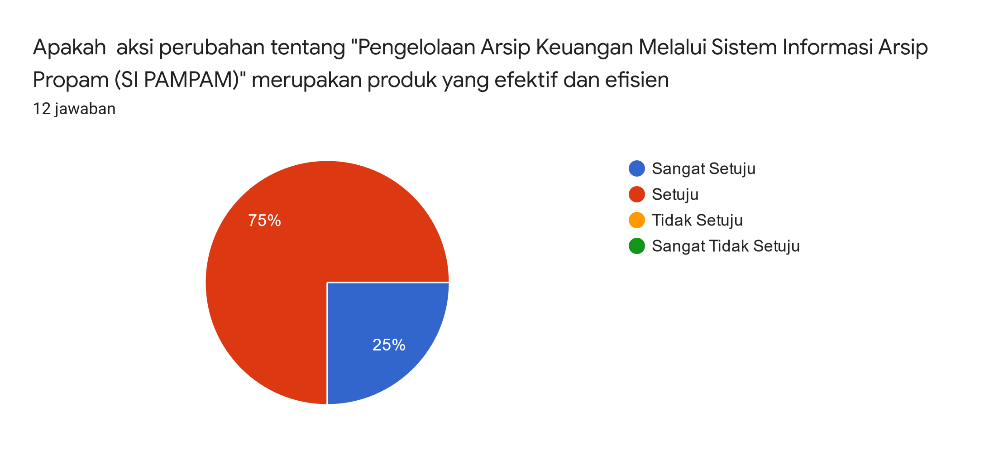 Apakah  aksi perubahan tentang "Pengelolaan Arsip Keuangan Melalui Sistem Informasi Arsip
Propam (SI PAMPAM)" merupakan produk yang efektif dan efisien
12 jawaban
Sangat Setuju
Setuju
Tidak Setuju
Sangat Tidak Setuju
75%
25%